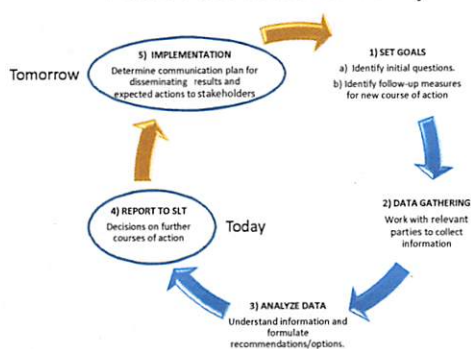 5) IMPLEMENTATION
Determine communication plan for
disseminating results and
expected actions to stakeholders
Tomorrow
1) SET GOALS
a) Identify initial questions.
b) Identify follow-up measures
for new course of action
2) DATA GATHERING
Work with relevant
parties to collect
information
3) ANALYZE DATA
Understand information and
formulate
recommendations/options.
4) REPORT TO SLT
Decisions on further
courses of action
Today